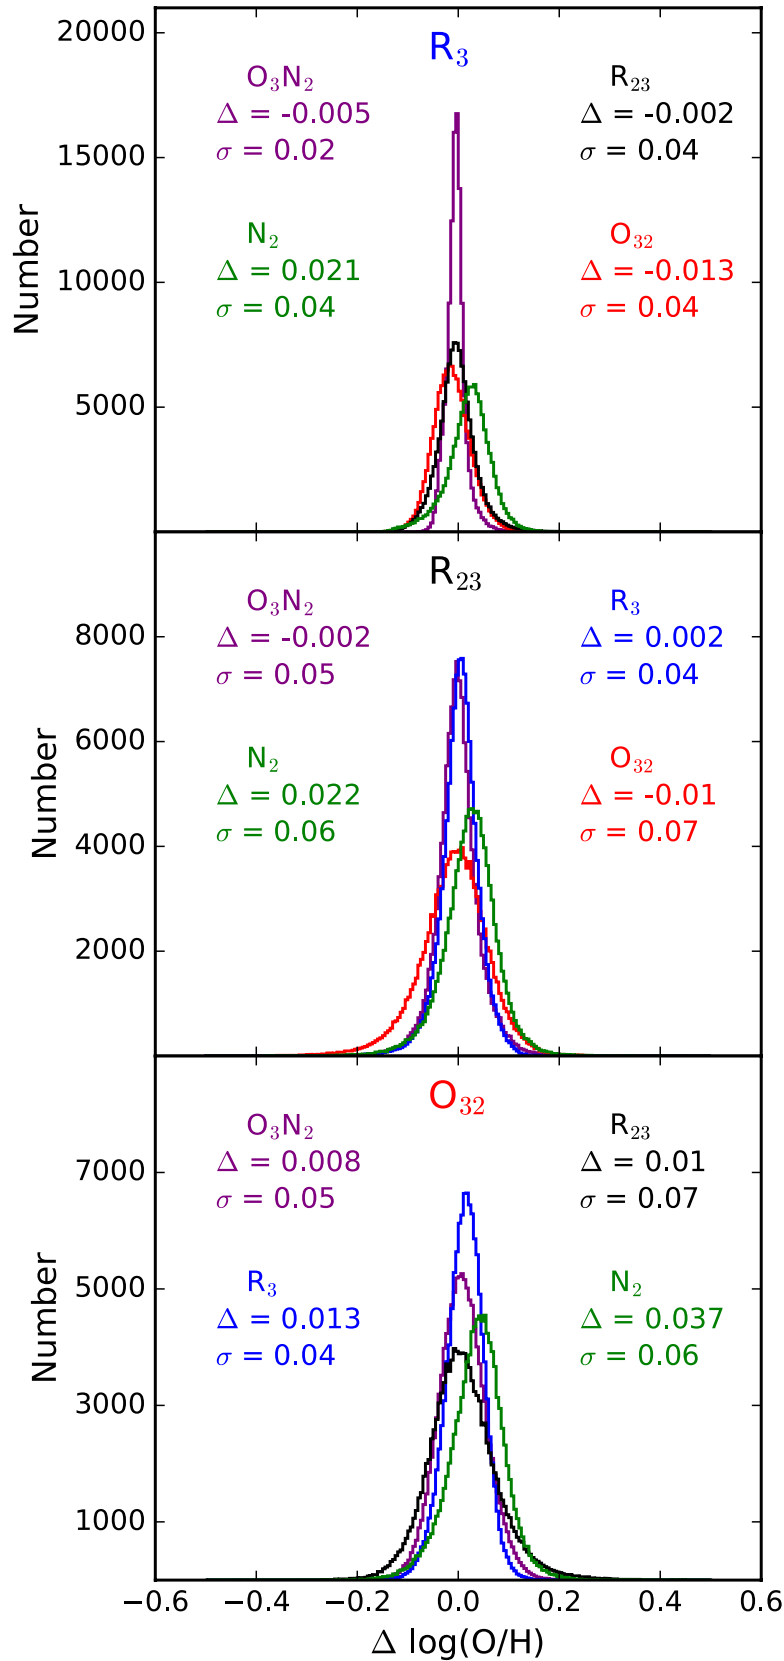 R₃
20000
15000
10000
5000
Number
O₃N₂
Δ = -0.005
σ = 0.02
R₂₃
Δ = -0.002
σ = 0.04
N₂
Δ = 0.021
σ = 0.04
O₃₂
Δ = -0.013
σ = 0.04
R₂₃
8000
6000
4000
2000
Number
O₃N₂
Δ = -0.002
σ = 0.05
R₃
Δ = 0.002
σ = 0.04
N₂
Δ = 0.022
σ = 0.06
O₃₂
Δ = -0.01
σ = 0.07
O₃₂
7000
5000
3000
1000
Number
O₃N₂
Δ = 0.008
σ = 0.05
R₂₃
Δ = 0.01
σ = 0.07
R₃
Δ = 0.013
σ = 0.04
N₂
Δ = 0.037
σ = 0.06
−0.6 −0.4 −0.2 0.0 0.2 0.4 0.6
Δ log(O/H)